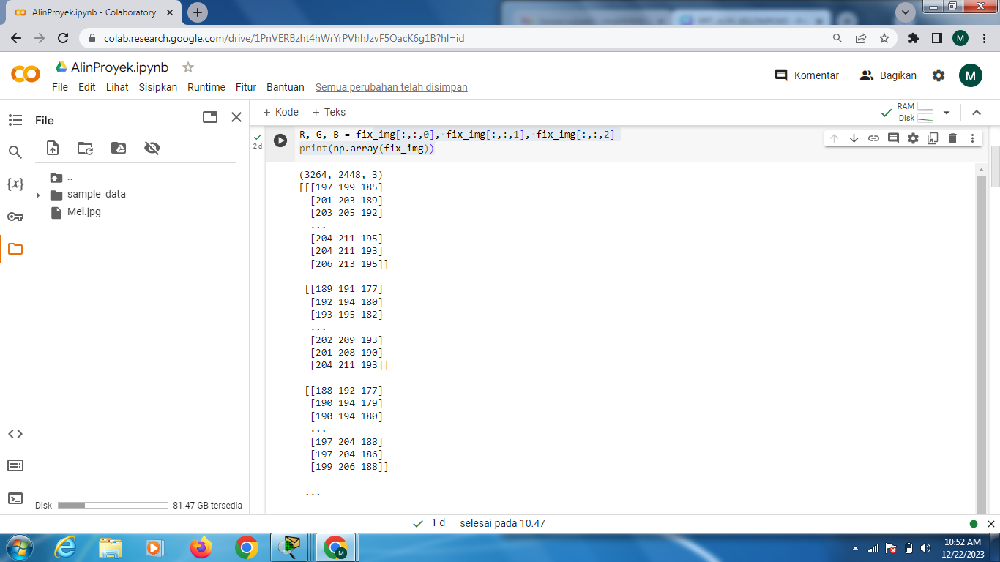 AlinProyek.ipynb - Colaboratory
colab.research.google.com/drive/1PnVERBzht4hWrYrPVhhJzvF5OacK6g1B?hl=id
M
AlinProyek.ipynb
File Edit Lihat Sisipkan Runtime Fitur Bantuan Semua perubahan telah disimpan
Komentar
Bagikan
M
File
+ Kode + Teks
RAM
Disk
..
sample_data
Mel.jpg
2 d
R, G, B = fix_img[:,:,0], fix_img[:,:,1], fix_img[:,:,2]
print(np.array(fix_img))
(3264, 2448, 3)
[[[197 199 185]
[201 203 189]
[203 205 192]
...
[204 211 195]
[204 211 193]
[206 213 195]]
[[189 191 177]
[192 194 180]
[193 195 182]
...
[202 209 193]
[201 208 190]
[204 211 193]]
[[188 192 177]
[190 194 179]
[190 194 180]
...
[197 204 188]
[197 204 186]
[199 206 188]]
...
Disk 81.47 GB tersedia
1 d selesai pada 10.47
M
10:52 AM
12/22/2023